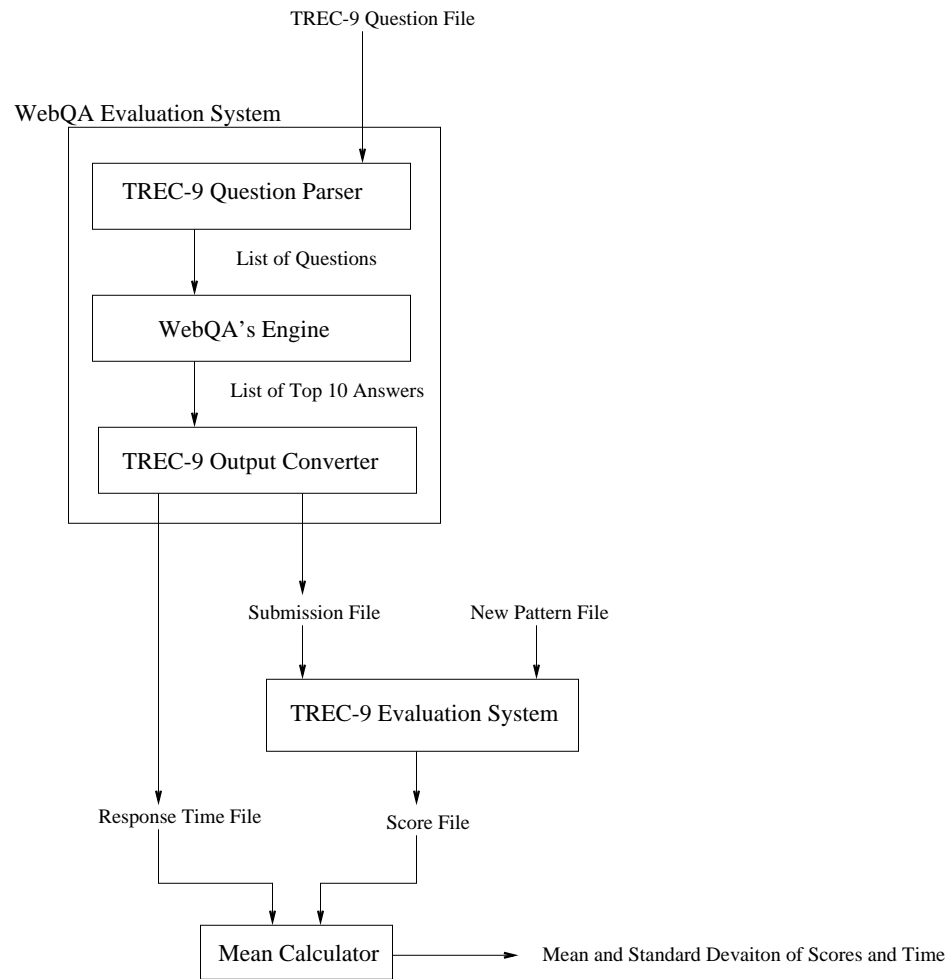 TREC-9 Question File
WebQA Evaluation System
TREC-9 Question Parser
List of Questions
WebQA's Engine
List of Top 10 Answers
TREC-9 Output Converter
Submission File
New Pattern File
TREC-9 Evaluation System
Response Time File
Score File
Mean Calculator
Mean and Standard Devaiton of Scores and Time